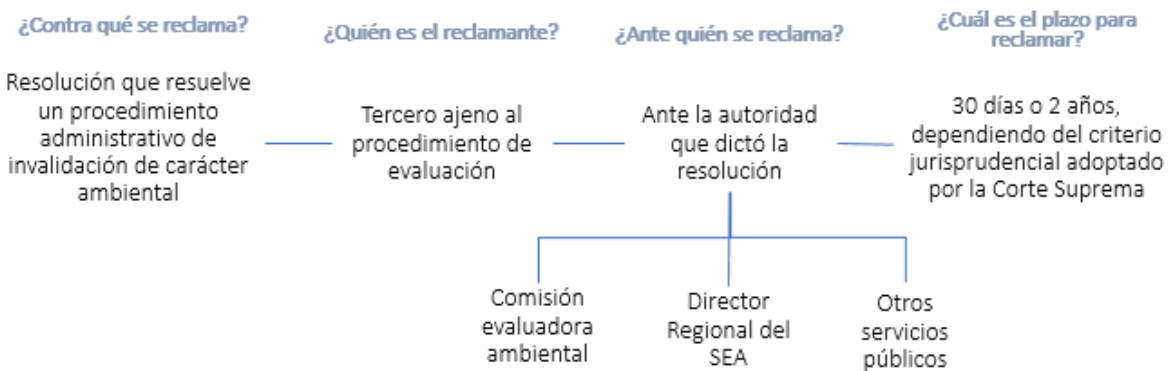 ¿Contra qué se reclama?
¿Quién es el reclamante?
¿Ante quién se reclama?
¿Cuál es el plazo para
reclamar?
Resolución que resuelve
un procedimiento
administrativo de
invalidación de carácter
ambiental
Tercero ajeno al
procedimiento de
evaluación
Ante la autoridad
que dictó la
resolución
30 días o 2 años,
dependiendo del criterio
jurisprudencial adoptado
por la Corte Suprema
Comisión
evaluadora
ambiental
Director
Regional del
SEA
Otros
servicios
públicos